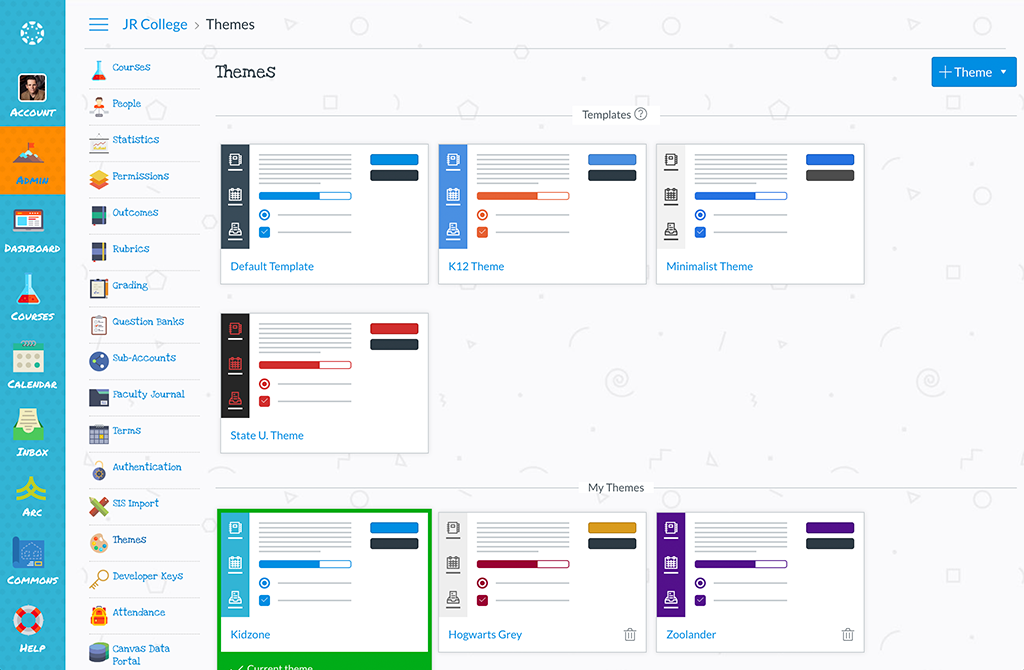 JR College > Themes
Account
Admin
Dashboard
Courses
Calendar
Inbox
Arc
Commons
Help
Courses
People
Statistics
Permissions
Outcomes
Rubrics
Grading
Question Banks
Sub-Accounts
Faculty Journal
Terms
Authentication
SIS Import
Themes
Developer Keys
Attendance
Canvas Data
Portal
Themes
+ Theme
Templates ?
Default Template
K12 Theme
Minimalist Theme
State U. Theme
My Themes
Kidzone
Hogwarts Grey
Zoolander
Current theme